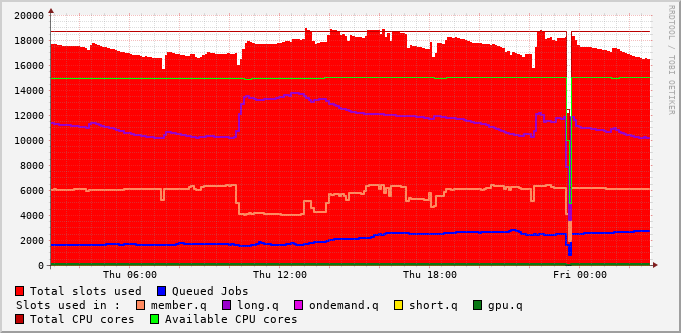 20000
18000
16000
14000
12000
10000
8000
6000
4000
2000
0
Thu 06:00 Thu 12:00 Thu 18:00 Fri 00:00
RRDTOOL / TOBI OETIKER
Total slots used Queued Jobs
Slots used in : member.q long.q ondemand.q short.q gpu.q
Total CPU cores Available CPU cores